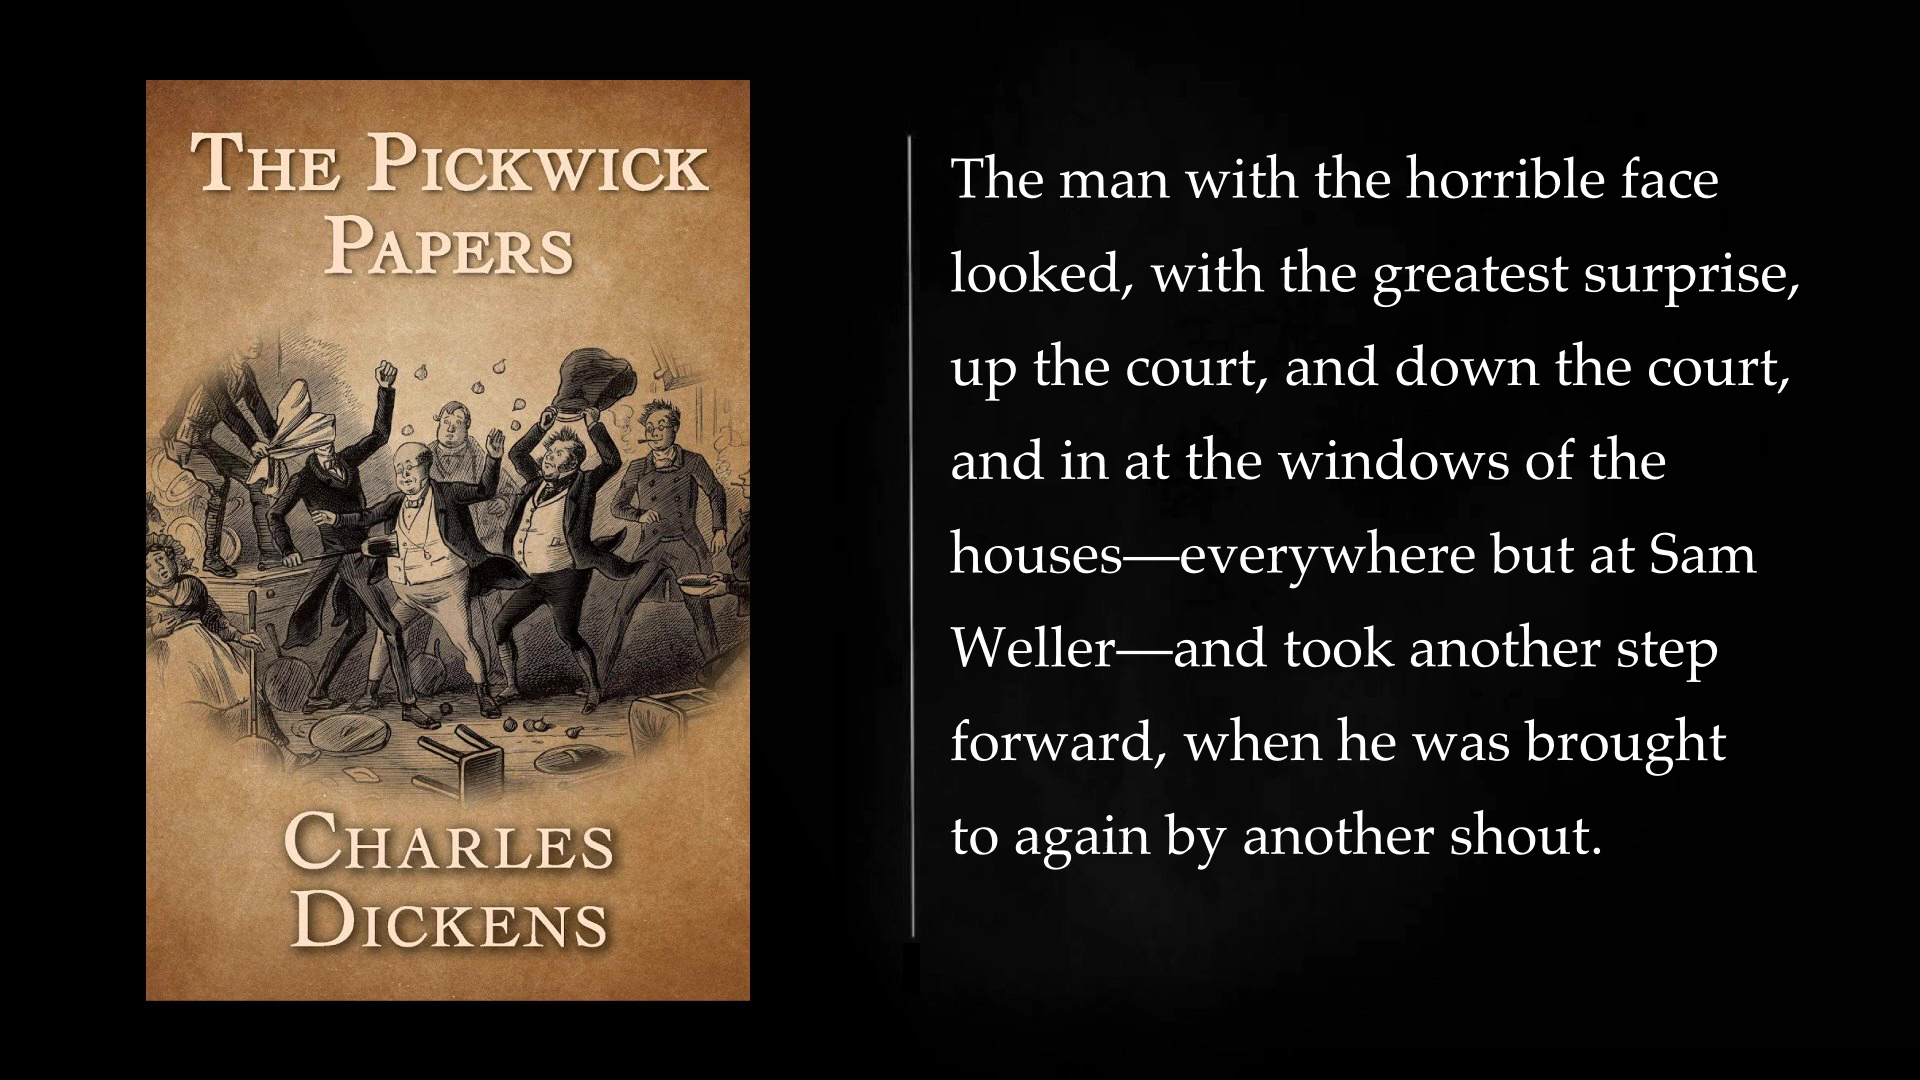 The Pickwick
Papers
Charles
Dickens
The man with the horrible face
looked, with the greatest surprise,
up the court, and down the court,
and in at the windows of the
houses—everywhere but at Sam
Weller—and took another step
forward, when he was brought
to again by another shout.